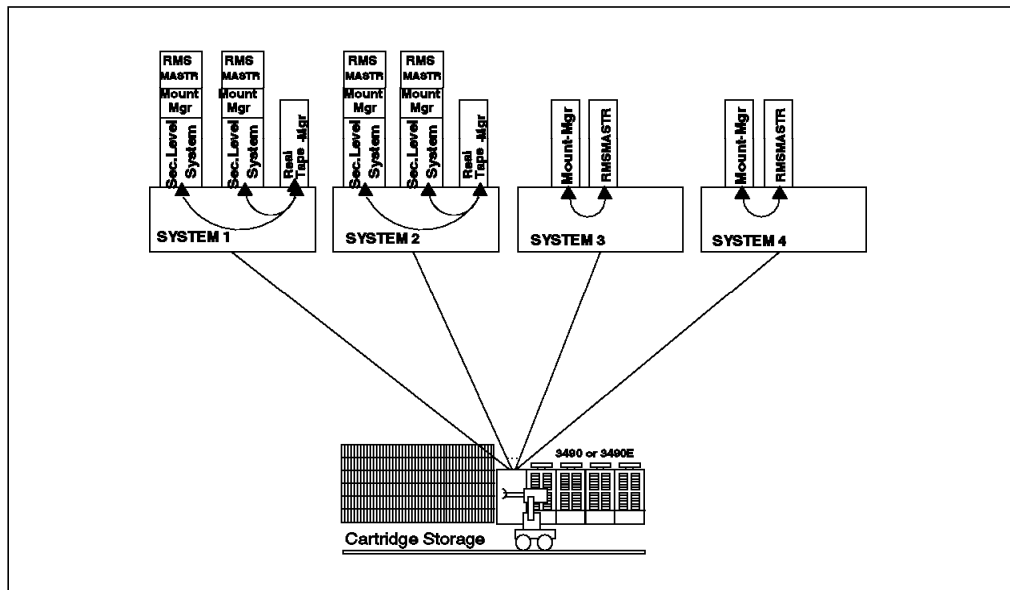 RMS
MASTR
Mount
Mgr
Sec.Level
System
RMS
MASTR
Mount
Mgr
Sec.Level
System
Real
Tape -Mgr
SYSTEM 1
RMS
MASTR
Mount
Mgr
Sec.Level
System
RMS
MASTR
Mount
Mgr
Sec.Level
System
Real
Tape -Mgr
SYSTEM 2
Mount-Mgr
RMSMASTR
SYSTEM 3
Mount-Mgr
RMSMASTR
SYSTEM 4
3490 or 3490E
Cartridge Storage